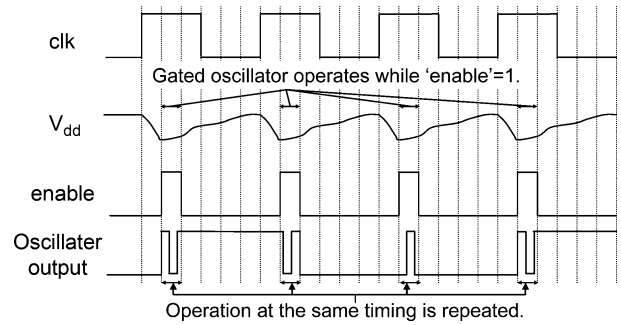 clk
Gated oscillator operates while ‘enable’=1.
Vdd
enable
Oscillater
output
Operation at the same timing is repeated.